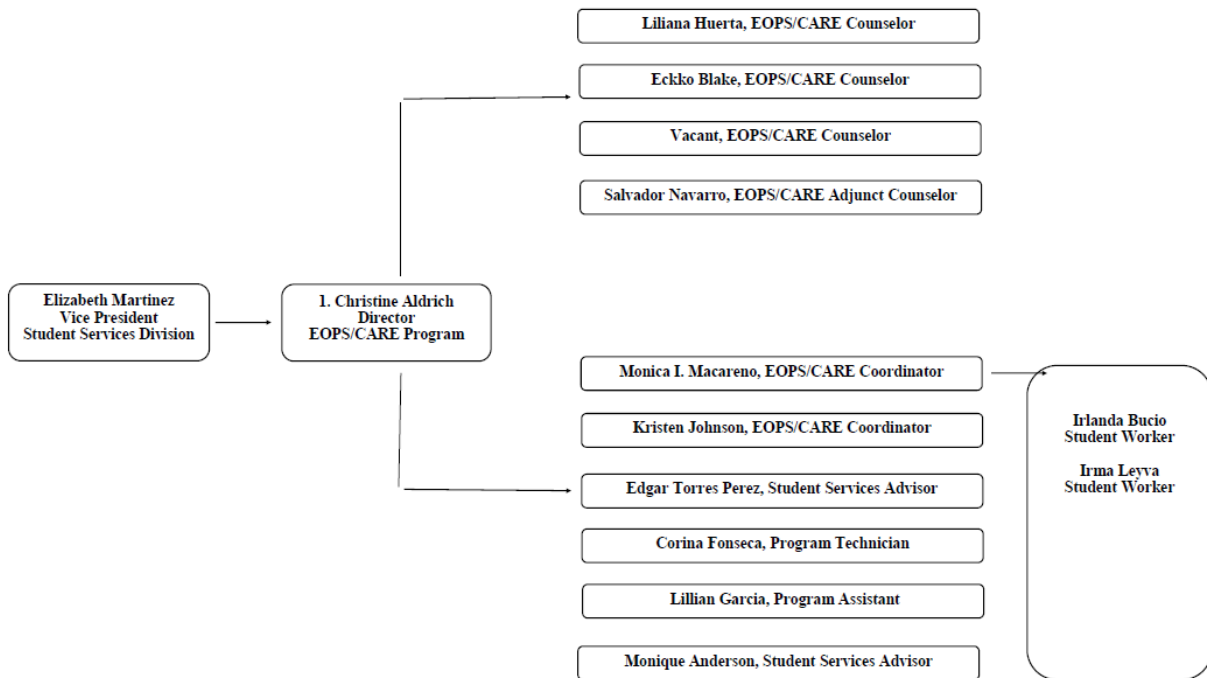 Liliana Huerta, EOPS/CARE Counselor
Eckko Blake, EOPS/CARE Counselor
Vacant, EOPS/CARE Counselor
Salvador Navarro, EOPS/CARE Adjunct Counselor
Elizabeth Martinez
Vice President
Student Services Division
1. Christine Aldrich
Director
EOPS/CARE Program
Monica I. Macareno, EOPS/CARE Coordinator
Kristen Johnson, EOPS/CARE Coordinator
Edgar Torres Perez, Student Services Advisor
Corina Fonseca, Program Technician
Lillian Garcia, Program Assistant
Monique Anderson, Student Services Advisor
Irlanda Bucio
Student Worker
Irma Leyva
Student Worker